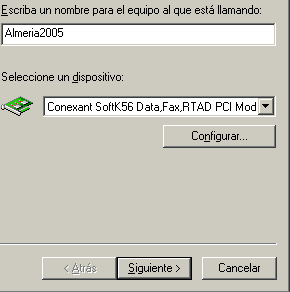 Escriba un nombre para el equipo al que está llamando:
Almeria2005
Seleccione un dispositivo:
Conexant SoftK56 Data,Fax,RTAD PCI Mod
Configurar...
< Atrás
Siguiente >
Cancelar